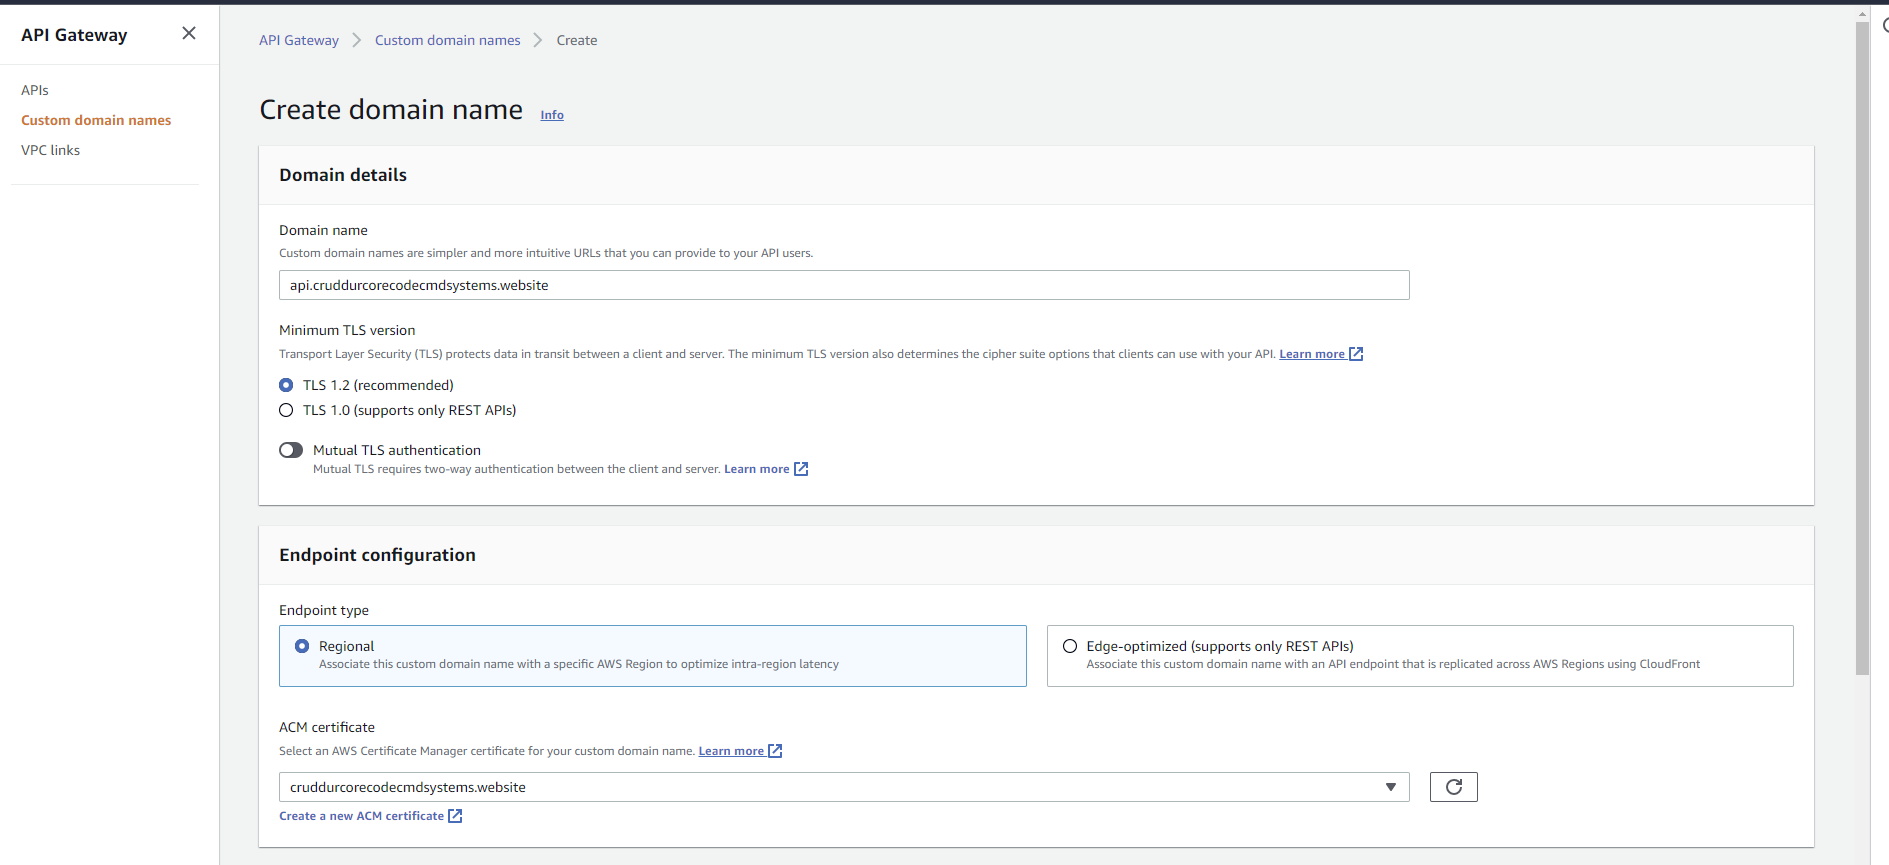 API Gateway
APIs
Custom domain names
VPC links
API Gateway > Custom domain names > Create
Create domain name Info
Domain details
Domain name
Custom domain names are simpler and more intuitive URLs that you can provide to your API users.
api.cruddurcorecodecmdsystems.website
Minimum TLS version
Transport Layer Security (TLS) protects data in transit between a client and server. The minimum TLS version also determines the cipher suite options that clients can use with your API. Learn more
TLS 1.2 (recommended)
TLS 1.0 (supports only REST APIs)
Mutual TLS authentication
Mutual TLS requires two-way authentication between the client and server. Learn more
Endpoint configuration
Endpoint type
Regional
Associate this custom domain name with a specific AWS Region to optimize intra-region latency
Edge-optimized (supports only REST APIs)
Associate this custom domain name with an API endpoint that is replicated across AWS Regions using CloudFront
ACM certificate
Select an AWS Certificate Manager certificate for your custom domain name. Learn more
cruddurcorecodecmdsystems.website
Create a new ACM certificate